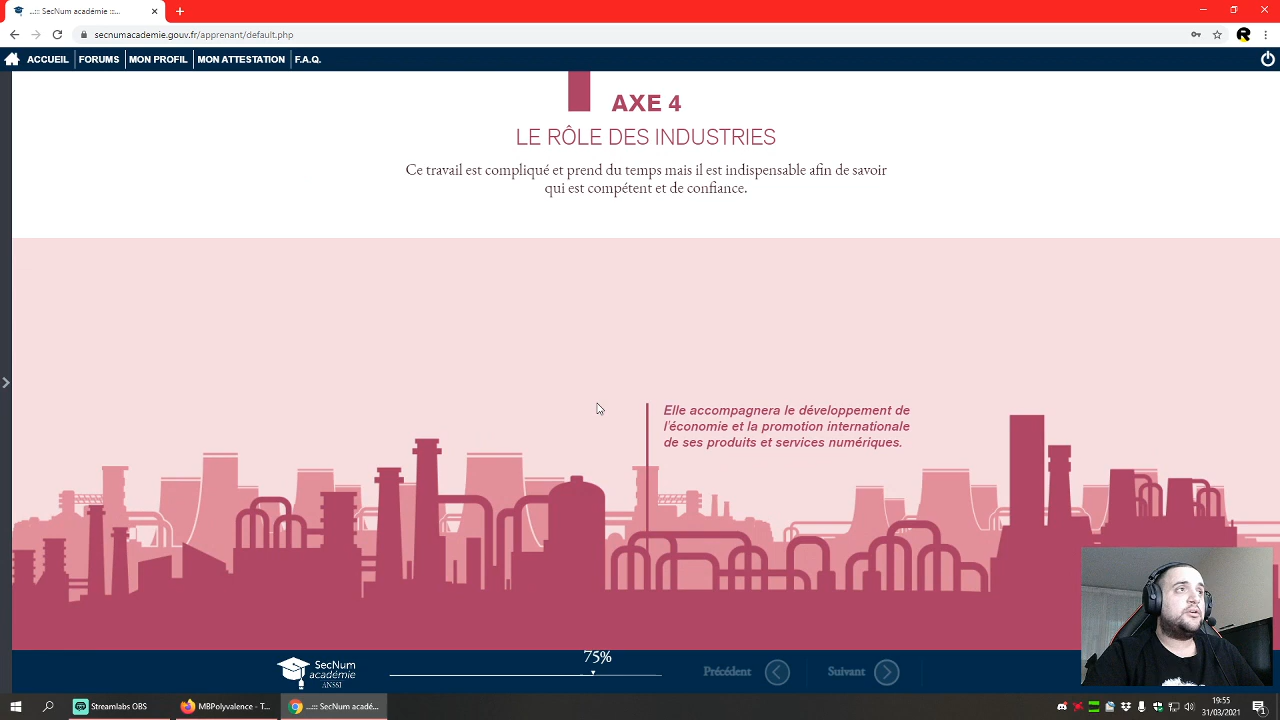 ..::: SecNum académie :::..
secnumacademie.gouv.fr/apprenant/default.php
ACCUEIL FORUMS MON PROFIL MON ATTESTATION F.A.Q.
AXE 4
LE RÔLE DES INDUSTRIES
Ce travail est compliqué et prend du temps mais il est indispensable afin de savoir
qui est compétent et de confiance.
Elle accompagnera le développement de
l'économie et la promotion internationale
de ses produits et services numériques.
75%
SecNum
académie
ANSSI
Précédent
Suivant
Streamlabs OBS
MBPolyvalence - T...
..::: SecNum acadé...
19:55
31/03/2021